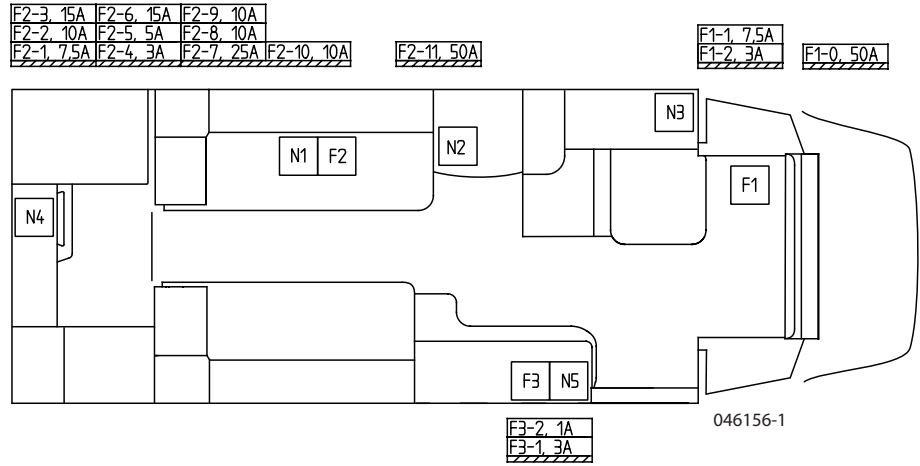 F2-3, 15A F2-6, 15A F2-9, 10A
F2-2, 10A F2-5, 5A F2-8, 10A
F2-1, 7,5A F2-4, 3A F2-7, 25A F2-10, 10A
F2-11, 50A
F1-1, 7,5A
F1-2, 3A
F1-0, 50A
N3
N1 F2
N2
F1
N4
F3 N5
046156-1
F3-2, 1A
F3-1, 3A